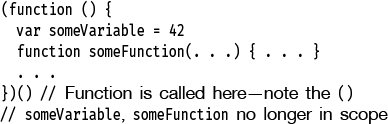 (function () {
  var someVariable = 42
  function someFunction(. . .) { . . . }
  . . .
})() // Function is called here—note the ()
// someVariable, someFunction no longer in scope